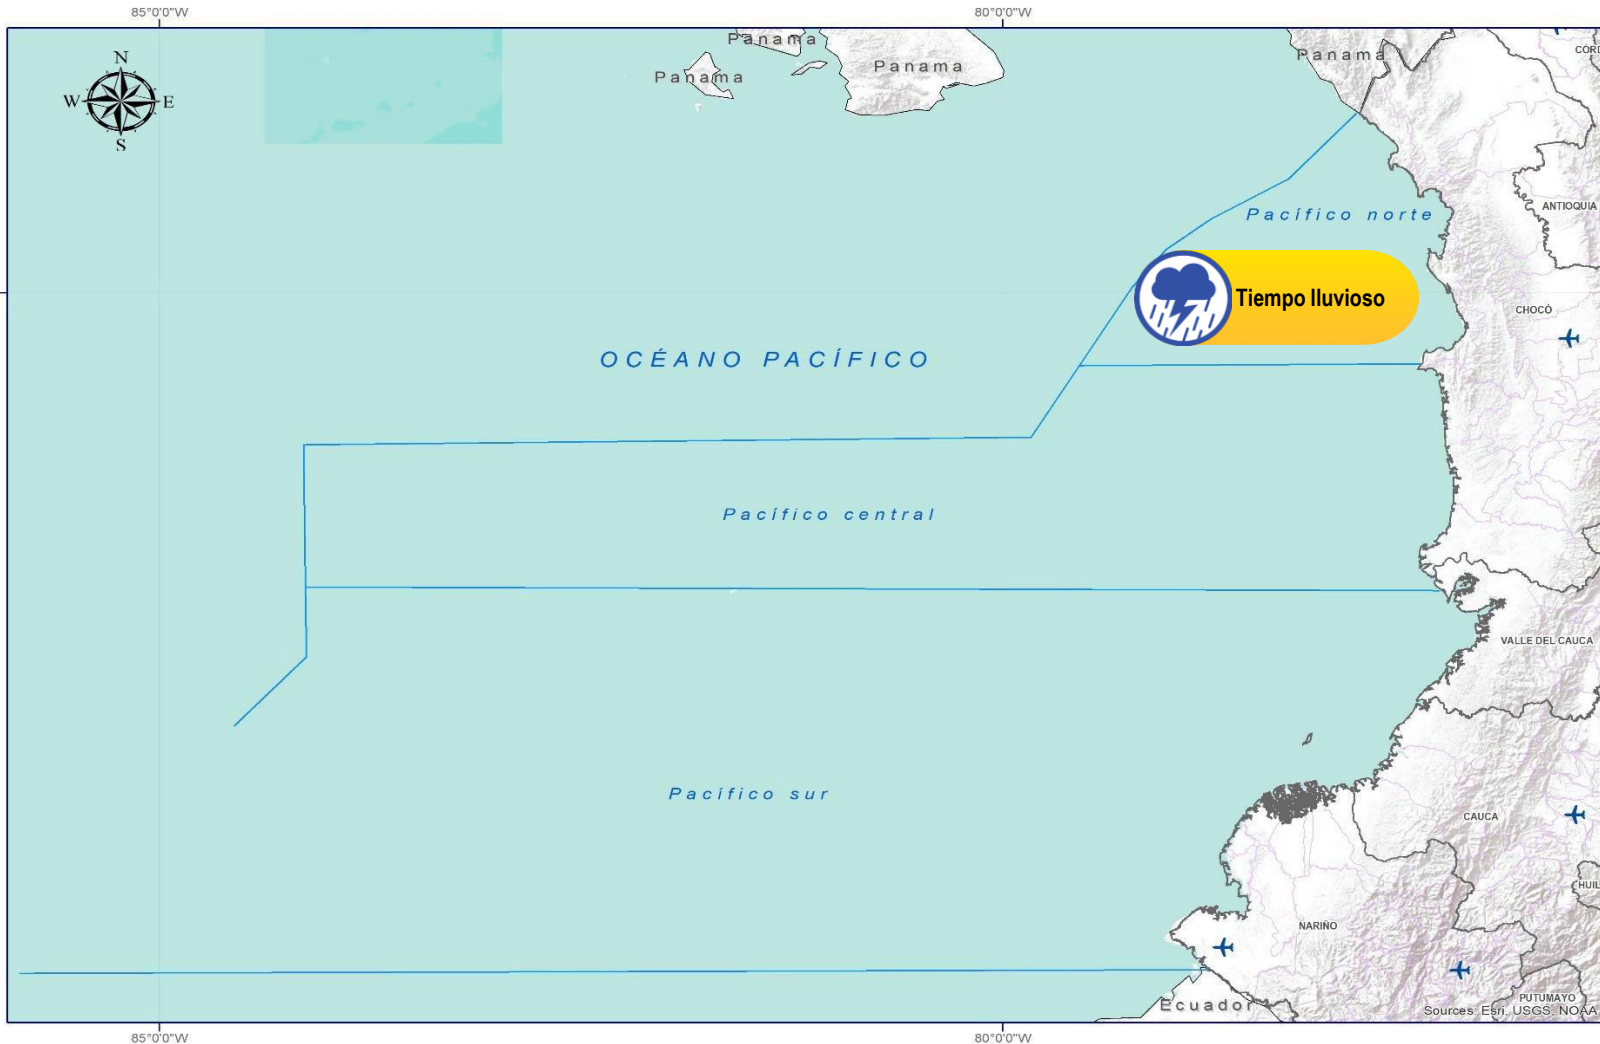 85°0'0"W
80°0'0"W
Panama
Panama
Panama
Panama
CÓRD
N
W
E
S
ANTIOQUIA
Pacífico norte
Tiempo lluvioso
CHOCÓ
OCÉANO PACÍFICO
Pacífico central
VALLE DEL CAUCA
Pacífico sur
CAUCA
HUIL
NARIÑO
PUTUMAYO
Ecuador
Sources: Esri, USGS, NOAA
85°0'0"W
80°0'0"W